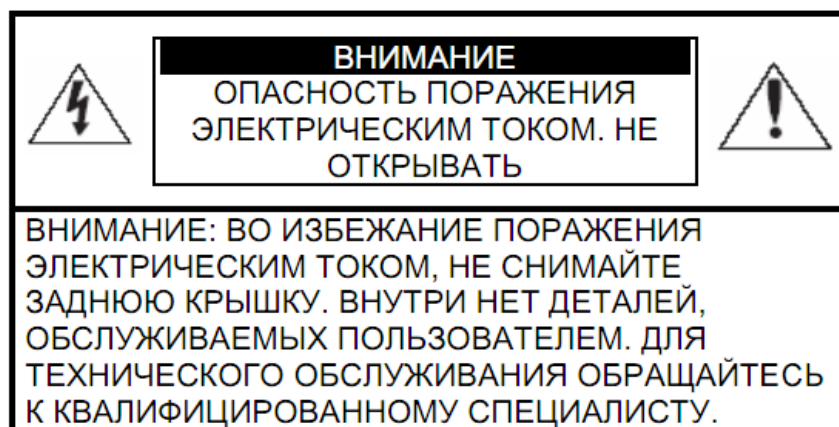 ВНИМАНИЕ
ОПАСНОСТЬ ПОРАЖЕНИЯ
ЭЛЕКТРИЧЕСКИМ ТОКОМ. НЕ
ОТКРЫВАТЬ
ВНИМАНИЕ: ВО ИЗБЕЖАНИЕ ПОРАЖЕНИЯ
ЭЛЕКТРИЧЕСКИМ ТОКОМ, НЕ СНИМАЙТЕ
ЗАДНЮЮ КРЫШКУ. ВНУТРИ НЕТ ДЕТАЛЕЙ,
ОБСЛУЖИВАЕМЫХ ПОЛЬЗОВАТЕЛЕМ. ДЛЯ
ТЕХНИЧЕСКОГО ОБСЛУЖИВАНИЯ ОБРАЩАЙТЕСЬ
К КВАЛИФИЦИРОВАННОМУ СПЕЦИАЛИСТУ.